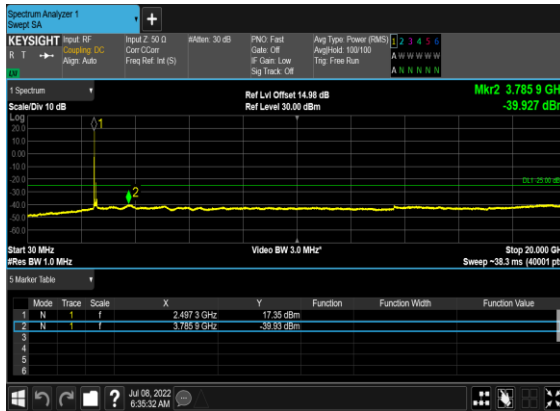 Spectrum Analyzer 1
Swept SA
+
KEYSIGHT
R T
Input: RF
Coupling: DC
Align: Auto
Input Z: 50 Ω
Corr CCorr
Freq Ref: Int (S)
#Atten: 30 dB
PNO: Fast
Gate: Off
IF Gain: Low
Sig Track: Off
Avg Type: Power (RMS)
Avg|Hold: 100/100
Trig: Free Run
1 2 3 4 5 6
A W W W W W
A N N N N N
1 Spectrum
Scale/Div 10 dB
Log
Ref Lvl Offset 14.98 dB
Ref Level 30.00 dBm
Mkr2 3.785 9 GH
-39.927 dBr
20.0
10.0
0.00
-10.0
-20.0
-30.0
-40.0
-50.0
-60.0
1
2
DL1 -25.00 dB
Start 30 MHz
#Res BW 1.0 MHz
Video BW 3.0 MHz*
Stop 20.000 GH
Sweep ~38.3 ms (40001 pt
5 Marker Table
Mode Trace Scale X Y Function Function Width Function Value
1 N 1 f 2.497 3 GHz 17.35 dBm
2 N 1 f 3.785 9 GHz -39.93 dBm
3
4
5
6
?
Jul 08, 2022
6:35:32 AM